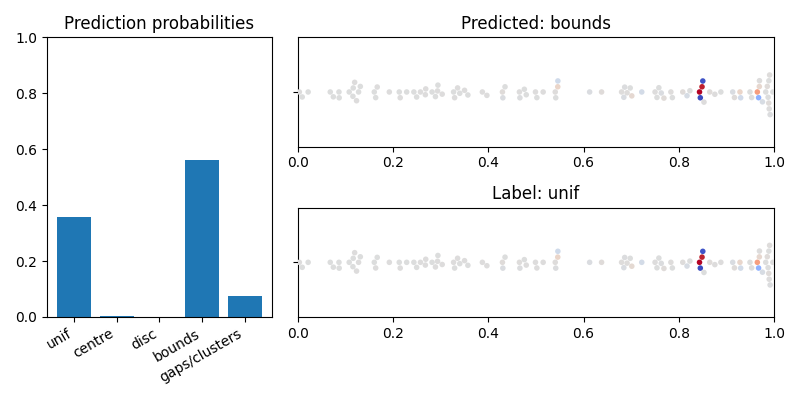 Prediction probabilities
1.0
0.8
0.6
0.4
0.2
0.0
unif
centre
disc
bounds
gaps/clusters
Predicted: bounds
0.0 0.2 0.4 0.6 0.8 1.0
Label: unif
0.0 0.2 0.4 0.6 0.8 1.0